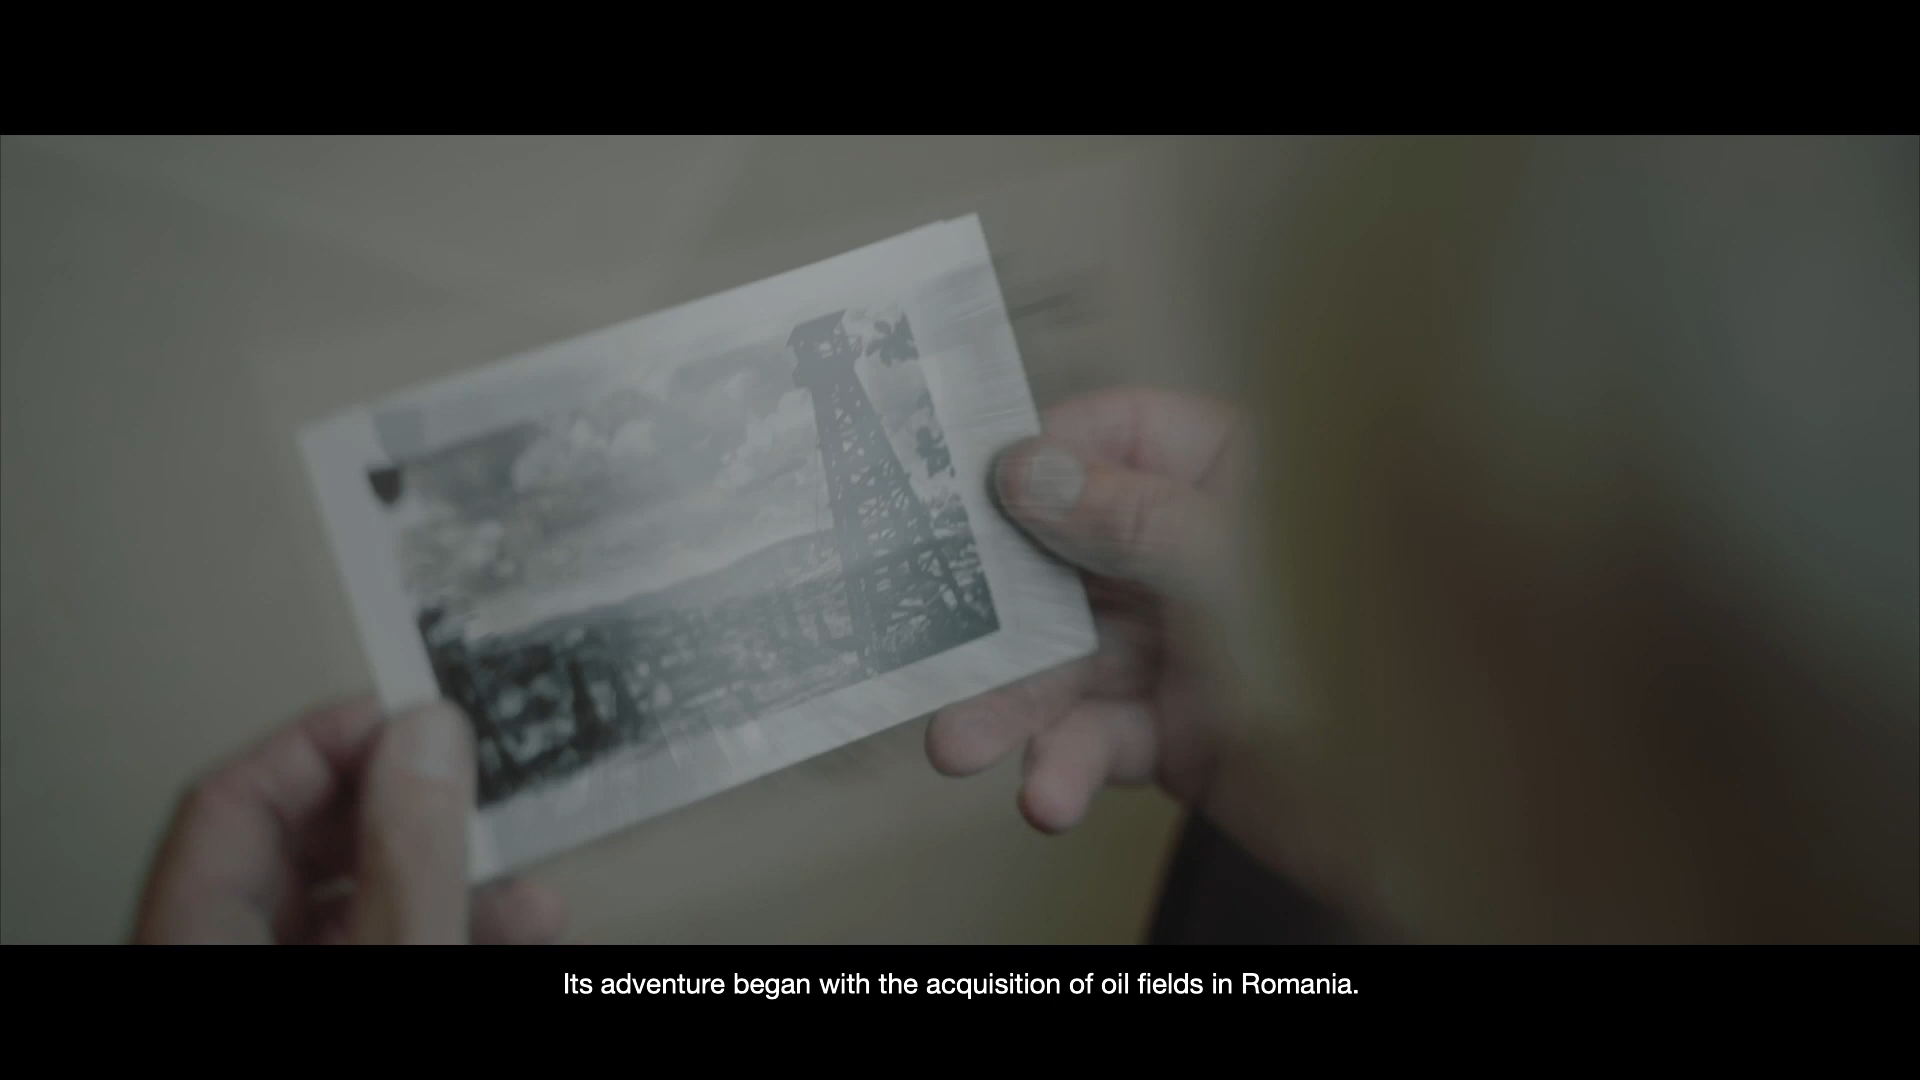 Its adventure began with the acquisition of oil fields in Romania.